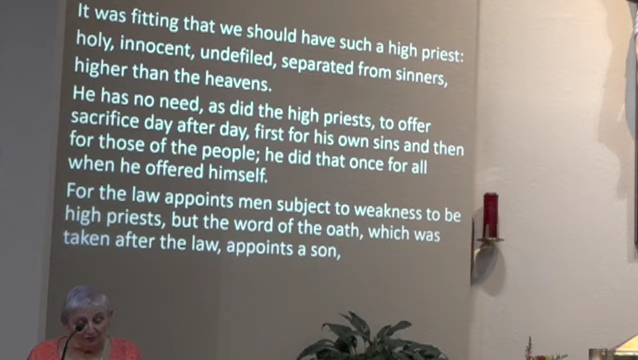 It was fitting that we should have such a high priest:
holy, innocent, undefiled, separated from sinners,
higher than the heavens.
He has no need, as did the high priests, to offer
sacrifice day after day, first for his own sins and then
for those of the people; he did that once for all
when he offered himself.
For the law appoints men subject to weakness to be
high priests, but the word of the oath, which was
taken after the law, appoints a son,